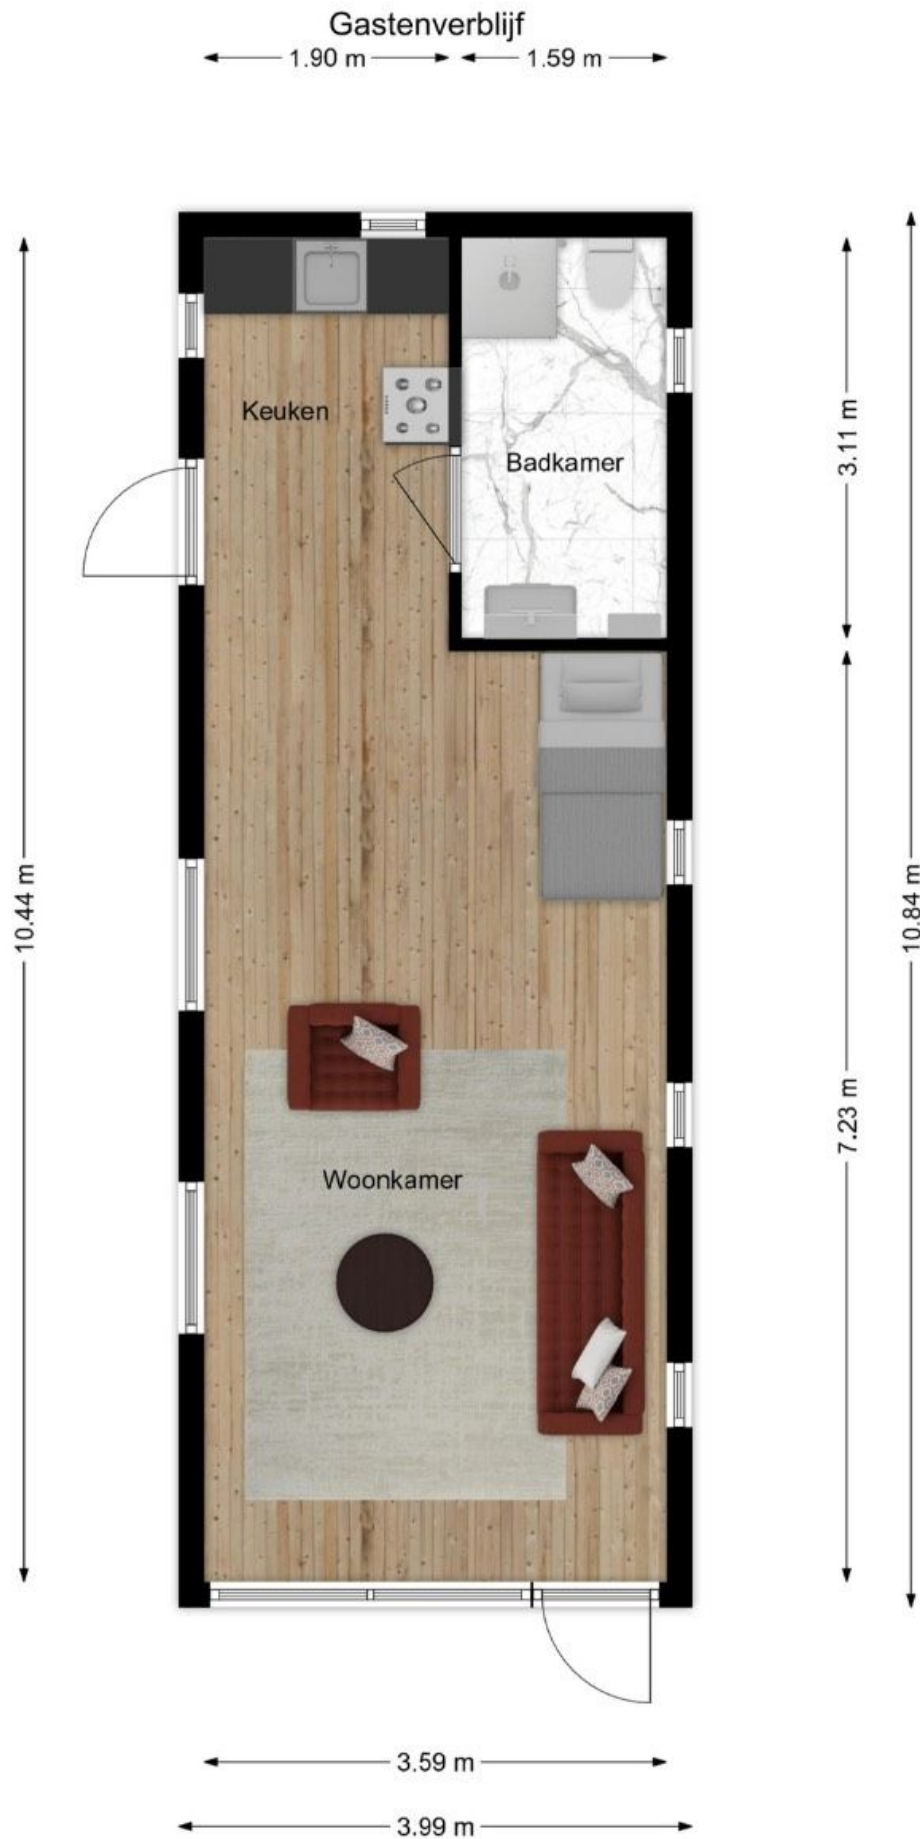 Gastenverblijf
1.90 m
1.59 m
Keuken
3.11 m
Badkamer
10.44 m
10.84 m
7.23 m
Woonkamer
3.59 m
3.99 m